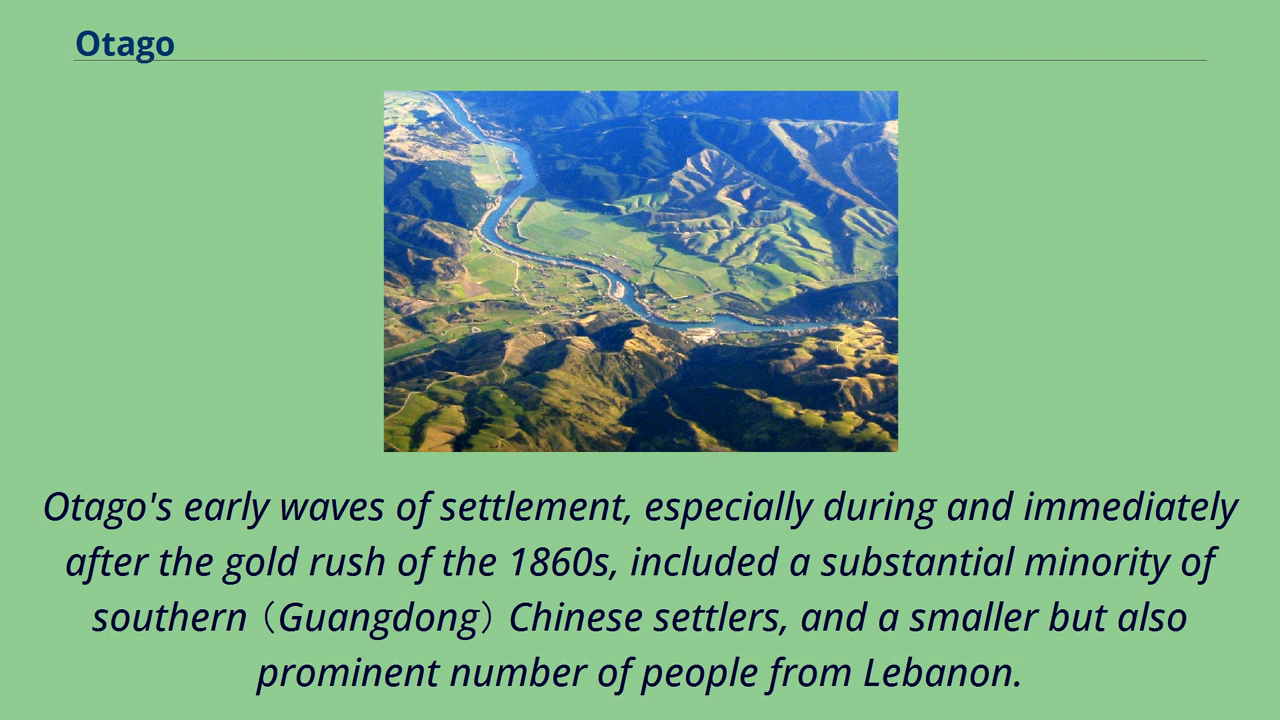 Otago
Otago's early waves of settlement, especially during and immediately
after the gold rush of the 1860s, included a substantial minority of
southern（Guangdong）Chinese settlers, and a smaller but also
prominent number of people from Lebanon.